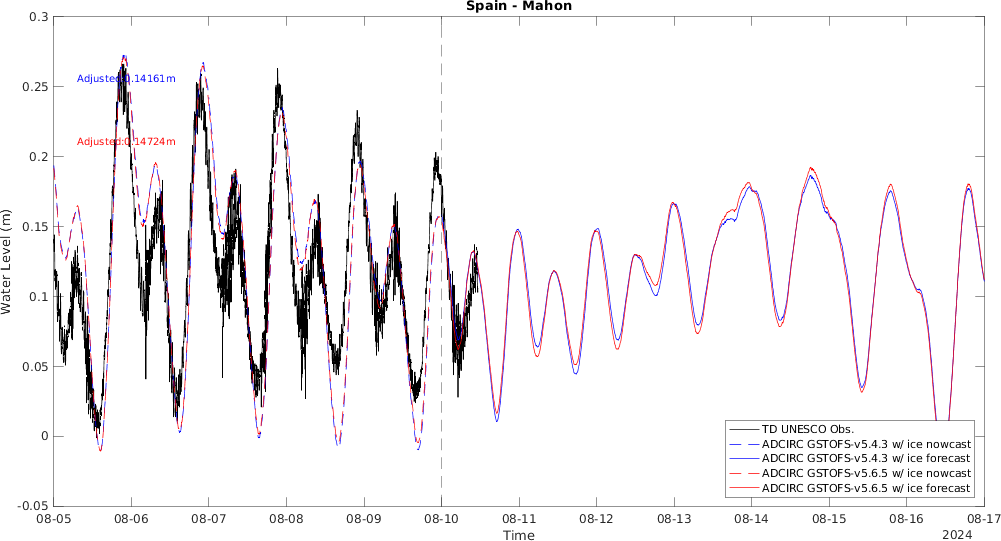 Spain - Mahon
0.3
0.25
0.2
0.15
0.1
0.05
0
-0.05
Water Level (m)
Adjusted:0.14161m
Adjusted:0.14724m
TD UNESCO Obs.
ADCIRC GSTOFS-v5.4.3 w/ ice nowcast
ADCIRC GSTOFS-v5.4.3 w/ ice forecast
ADCIRC GSTOFS-v5.6.5 w/ ice nowcast
ADCIRC GSTOFS-v5.6.5 w/ ice forecast
08-05 08-06 08-07 08-08 08-09 08-10 08-11 08-12 08-13 08-14 08-15 08-16 08-17
Time
2024